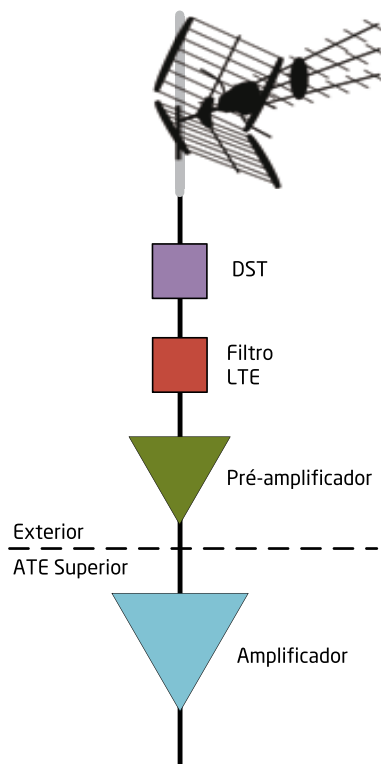 DST
Filtro
LTE
Pré-amplificador
Exterior
ATE Superior
Amplificador